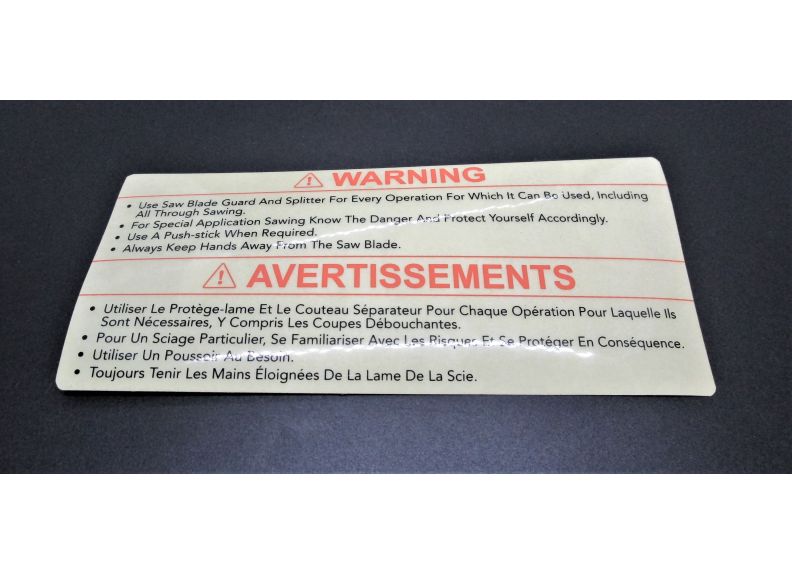 ⚠ WARNING
• Use Saw Blade Guard And Splitter For Every Operation For Which It Can Be Used, Including
All Through Sawing.
• For Special Application Sawing Know The Danger And Protect Yourself Accordingly.
• Use A Push-stick When Required.
• Always Keep Hands Away From The Saw Blade.
⚠ AVERTISSEMENTS
• Utiliser Le Protège-lame Et Le Couteau Séparateur Pour Chaque Opération Pour Laquelle Ils
Sont Nécessaires, Y Compris Les Coupes Débouchantes.
• Pour Un Sciage Particulier, Se Familiariser Avec Les Risques Et Se Protéger En Conséquence.
• Utiliser Un Poussoir Au Besoin.
• Toujours Tenir Les Mains Éloignées De La Lame De La Scie.